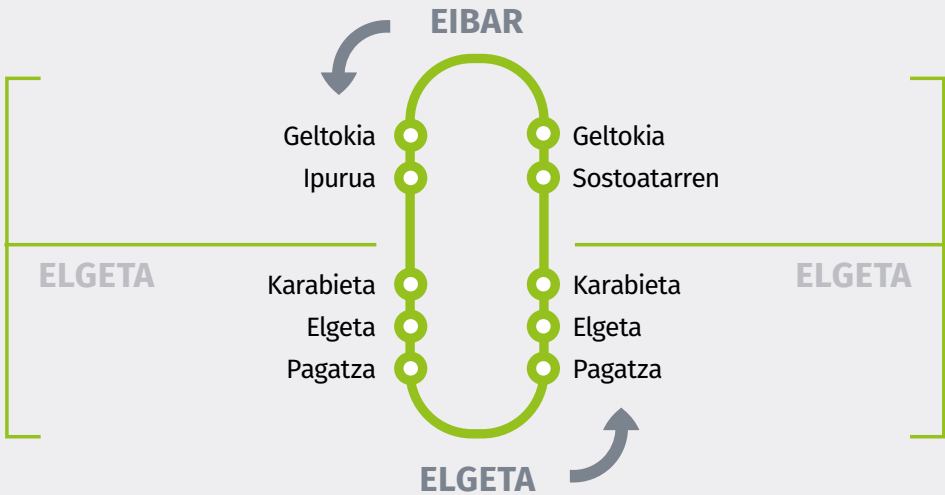 EIBAR
Geltokia
Geltokia
Ipurua
Sostoatarren
ELGETA
ELGETA
Karabieta
Karabieta
Elgeta
Elgeta
Pagatza
Pagatza
ELGETA